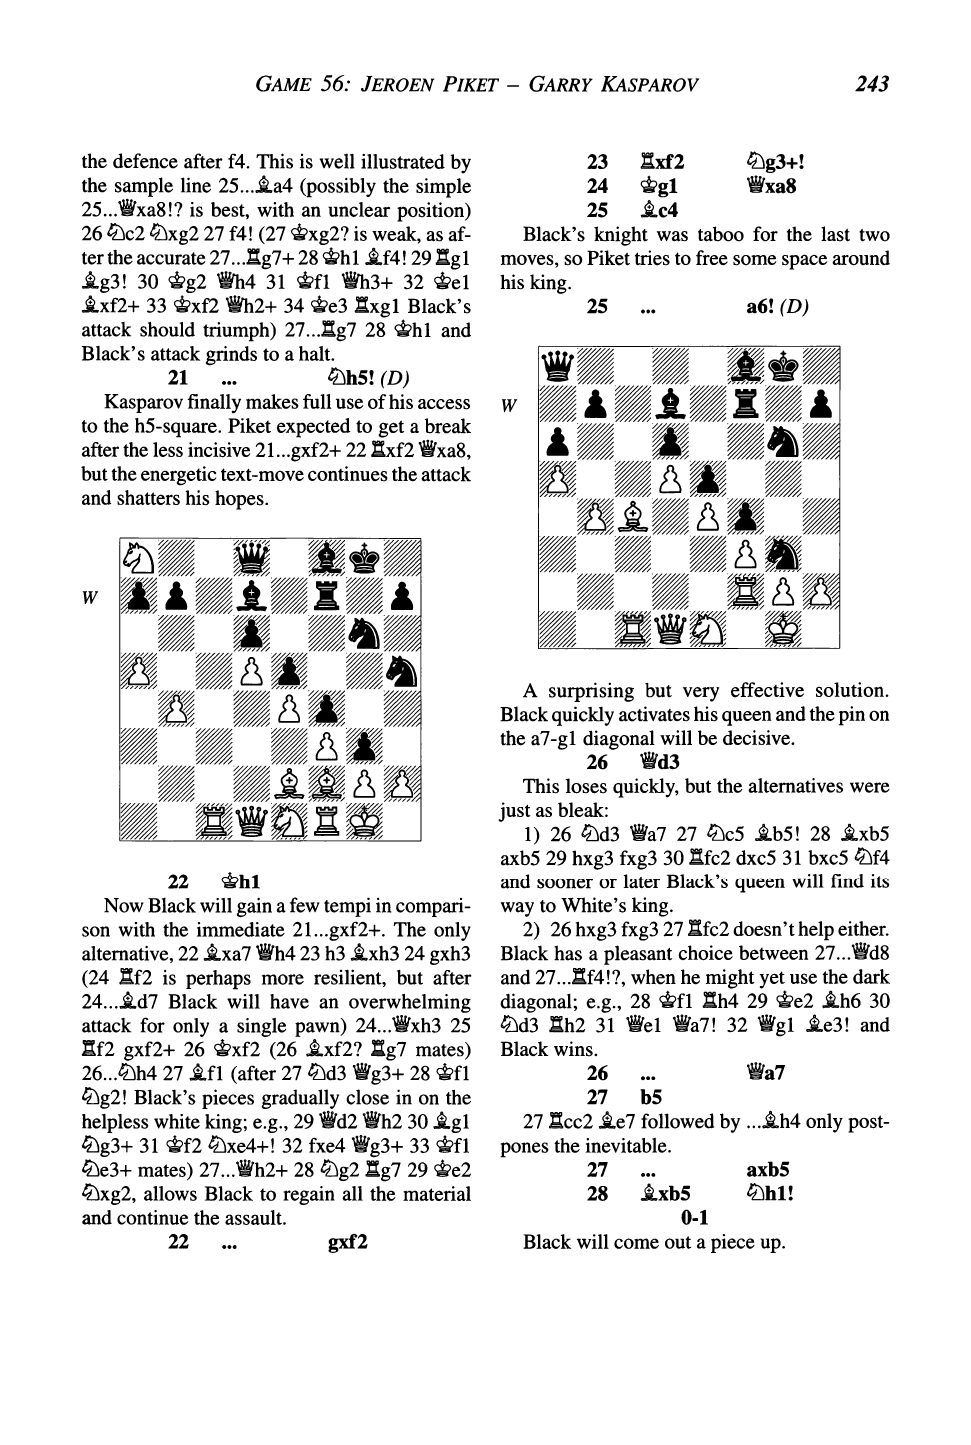 GAME 56: JEROEN PIKET – GARRY KASPAROV 243
the defence after f4. This is well illustrated by
the sample line 25...♗a4 (possibly the simple
25...♕xa8!? is best, with an unclear position)
26 ♘c2 ♘xg2 27 f4! (27 ♔xg2? is weak, as af-
ter the accurate 27...♖g7+ 28 ♔h1 ♗f4! 29 ♖g1
♗g3! 30 ♔g2 ♕h4 31 ♔f1 ♕h3+ 32 ♔e1
♗xf2+ 33 ♔xf2 ♕h2+ 34 ♔e3 ♖xg1 Black's
attack should triumph) 27...♖g7 28 ♔h1 and
Black's attack grinds to a halt.
21 ... ♘h5! (D)
Kasparov finally makes full use of his access
to the h5-square. Piket expected to get a break
after the less incisive 21...gxf2+ 22 ♖xf2 ♕xa8,
but the energetic text-move continues the attack
and shatters his hopes.
W
22 ♔h1
Now Black will gain a few tempi in compari-
son with the immediate 21...gxf2+. The only
alternative, 22 ♗xa7 ♕h4 23 h3 ♗xh3 24 gxh3
(24 ♖f2 is perhaps more resilient, but after
24...♗d7 Black will have an overwhelming
attack for only a single pawn) 24...♕xh3 25
♖f2 gxf2+ 26 ♔xf2 (26 ♗xf2? ♖g7 mates)
26...♘h4 27 ♗f1 (after 27 ♘d3 ♕g3+ 28 ♔f1
♘g2! Black's pieces gradually close in on the
helpless white king; e.g., 29 ♕d2 ♕h2 30 ♗g1
♘g3+ 31 ♔f2 ♘xe4+! 32 fxe4 ♕g3+ 33 ♔f1
♘e3+ mates) 27...♕h2+ 28 ♘g2 ♖g7 29 ♔e2
♘xg2, allows Black to regain all the material
and continue the assault.
22 ... gxf2
23 ♖xf2 ♘g3+!
24 ♔g1 ♕xa8
25 ♗c4
Black's knight was taboo for the last two
moves, so Piket tries to free some space around
his king.
25 ... a6! (D)
W
A surprising but very effective solution.
Black quickly activates his queen and the pin on
the a7-g1 diagonal will be decisive.
26 ♕d3
This loses quickly, but the alternatives were
just as bleak:
1) 26 ♘d3 ♕a7 27 ♘c5 ♗b5! 28 ♗xb5
axb5 29 hxg3 fxg3 30 ♖fc2 dxc5 31 bxc5 ♘f4
and sooner or later Black's queen will find its
way to White's king.
2) 26 hxg3 fxg3 27 ♖fc2 doesn't help either.
Black has a pleasant choice between 27...♕d8
and 27...♖f4!?, when he might yet use the dark
diagonal; e.g., 28 ♔f1 ♖h4 29 ♔e2 ♗h6 30
♘d3 ♖h2 31 ♕e1 ♕a7! 32 ♕g1 ♗e3! and
Black wins.
26 ... ♕a7
27 b5
27 ♖cc2 ♗e7 followed by ...♗h4 only post-
pones the inevitable.
27 ... axb5
28 ♗xb5 ♘h1!
0-1
Black will come out a piece up.